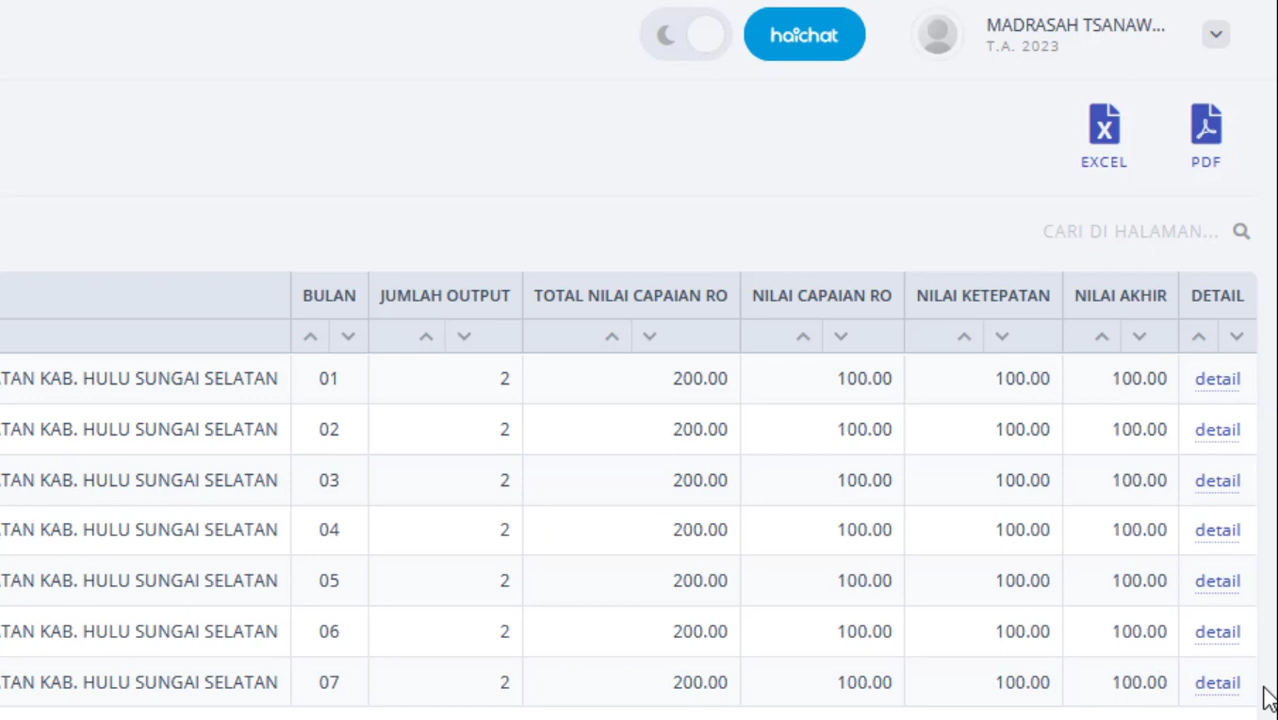 haichat
MADRASAH TSANAW...
T.A. 2023
EXCEL
PDF
CARI DI HALAMAN...
BULAN JUMLAH OUTPUT TOTAL NILAI CAPAIAN RO NILAI CAPAIAN RO NILAI KETEPATAN NILAI AKHIR DETAIL
TAN KAB. HULU SUNGAI SELATAN 01 2 200.00 100.00 100.00 100.00 detail
TAN KAB. HULU SUNGAI SELATAN 02 2 200.00 100.00 100.00 100.00 detail
TAN KAB. HULU SUNGAI SELATAN 03 2 200.00 100.00 100.00 100.00 detail
TAN KAB. HULU SUNGAI SELATAN 04 2 200.00 100.00 100.00 100.00 detail
TAN KAB. HULU SUNGAI SELATAN 05 2 200.00 100.00 100.00 100.00 detail
TAN KAB. HULU SUNGAI SELATAN 06 2 200.00 100.00 100.00 100.00 detail
TAN KAB. HULU SUNGAI SELATAN 07 2 200.00 100.00 100.00 100.00 detail